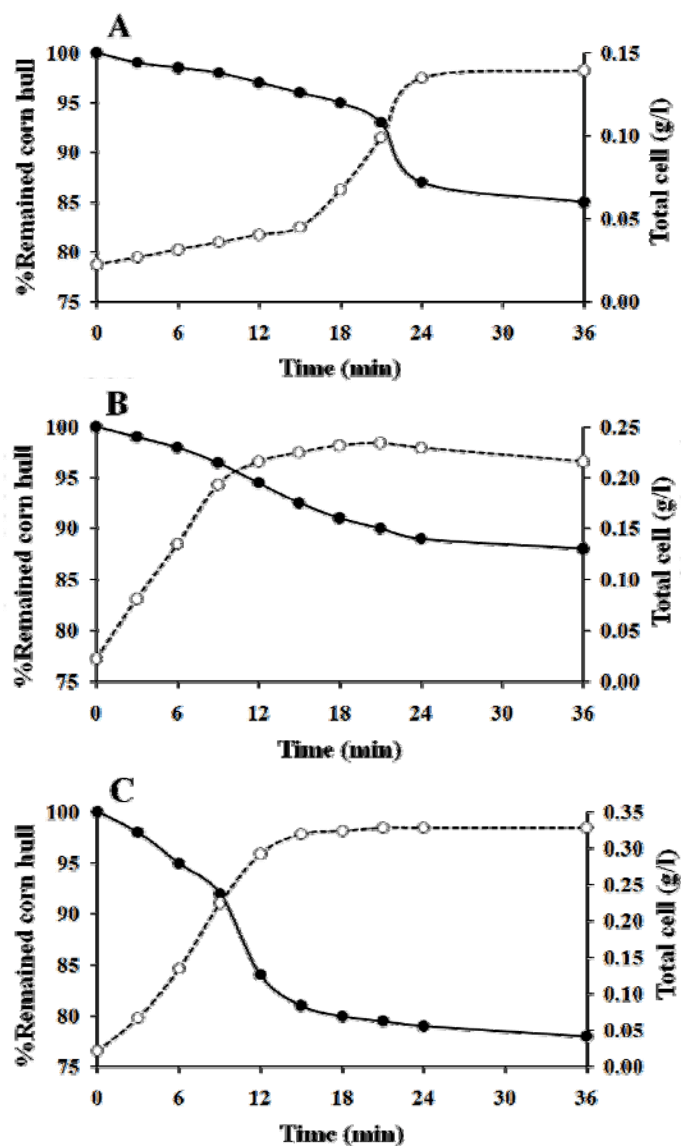 A
100
95
90
85
80
75
%Remained corn hull
0.15
0.10
0.05
0.00
Total cell (g/l)
0 6 12 18 24 30 36
Time (min)
B
100
95
90
85
80
75
%Remained corn hull
0.25
0.20
0.15
0.10
0.05
0.00
Total cell (g/l)
0 6 12 18 24 30 36
Time (min)
C
100
95
90
85
80
75
%Remained corn hull
0.35
0.30
0.25
0.20
0.15
0.10
0.05
0.00
Total cell (g/l)
0 6 12 18 24 30 36
Time (min)